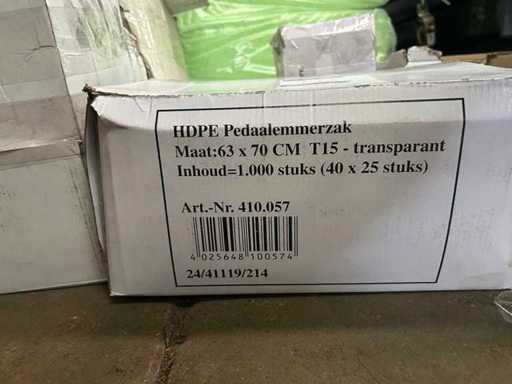 HDPE Pedaalemmerzak
Maat:63 x 70 CM T15 - transparant
Inhoud=1.000 stuks (40 x 25 stuks)
Art.-Nr. 410.057
4 025648 100574
24/41119/214